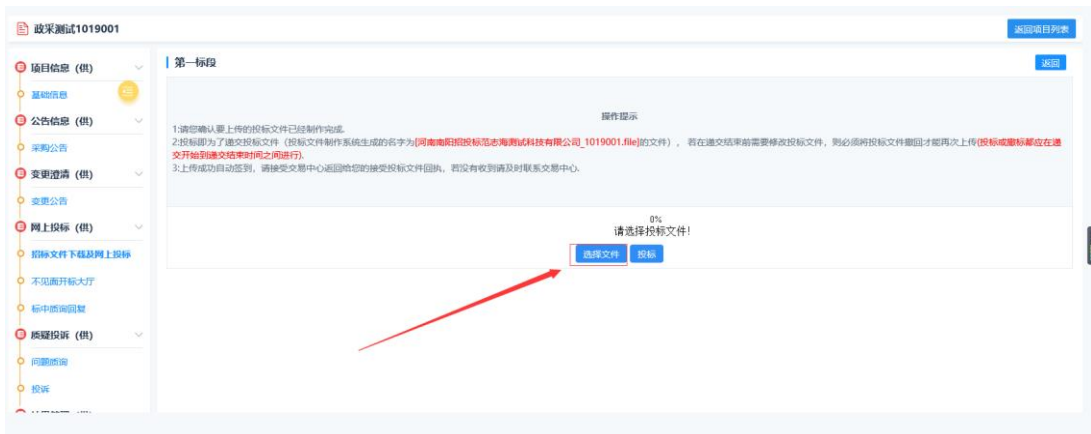 政采测试1019001
返回项目列表
项目信息（供）
基础信息
公告信息（供）
采购公告
变更澄清（供）
变更公告
网上投标（供）
招标文件下载及网上投标
不见面开标大厅
标中质询回复
质疑投诉（供）
问题质询
投诉
第一标段
返回
操作提示
1:请您确认要上传的投标文件已经制作完成.
2:投标即为了递交投标文件（投标文件制作系统生成的名字为[河南南阳招投标范志海测试科技有限公司_1019001.file]的文件）， 若在递交结束前需要修改投标文件，则必须将投标文件撤回才能再次上传(投标或撤标都应在递
交开始到递交结束时间之间进行).
3:上传成功自动签到，请接受交易中心返回给您的接受投标文件回执，若没有收到请及时联系交易中心.
0%
请选择投标文件!
选择文件
投标